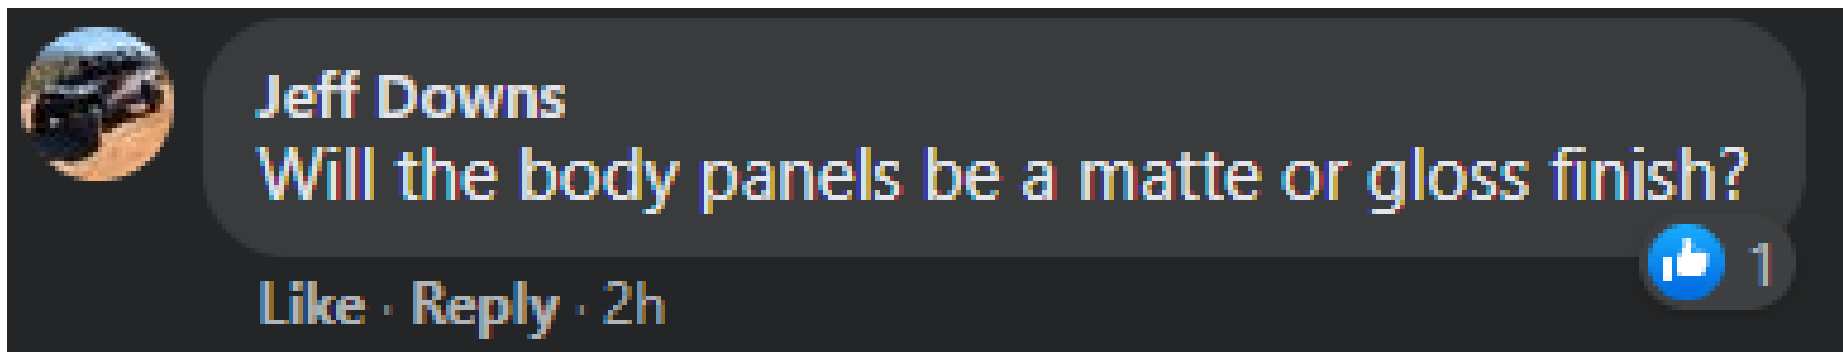 Jeff Downs
Will the body panels be a matte or gloss finish?
1
Like · Reply · 2h